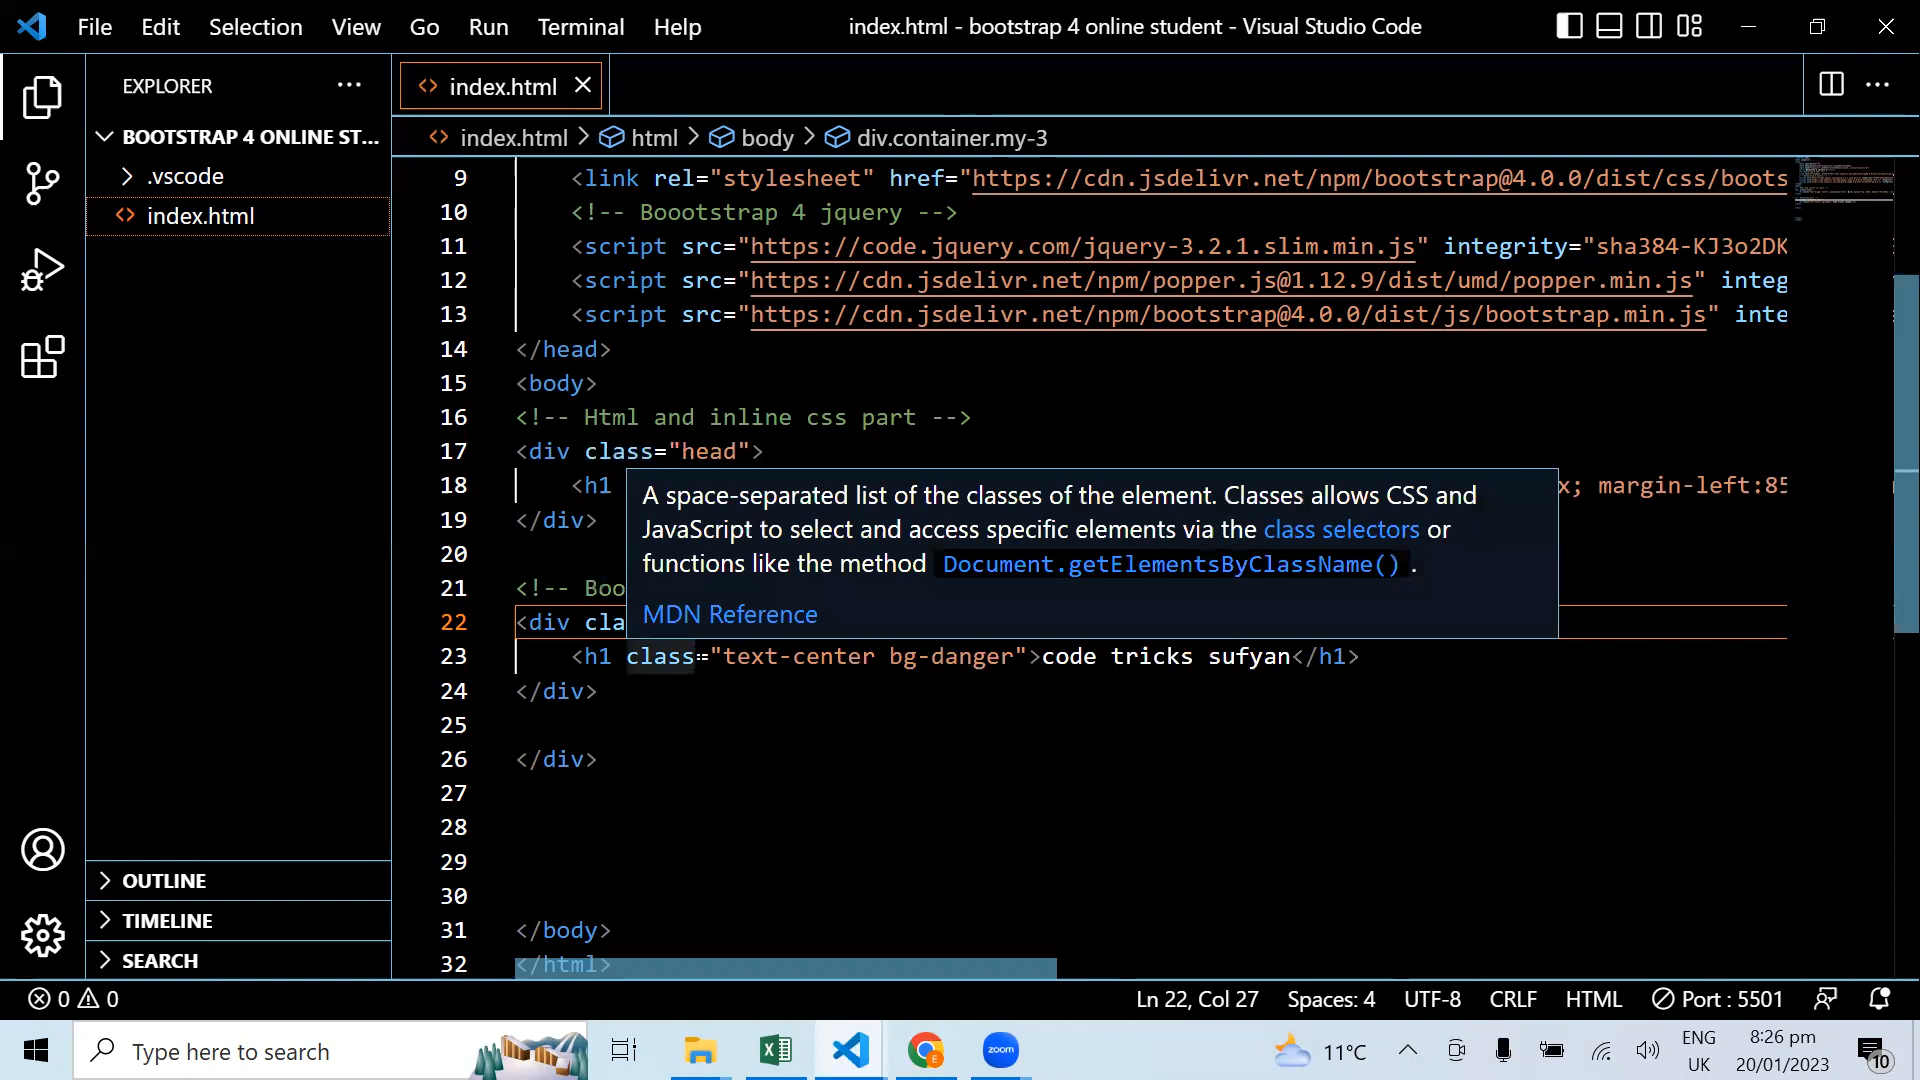 File Edit Selection View Go Run Terminal Help
index.html - bootstrap 4 online student - Visual Studio Code
EXPLORER
BOOTSTRAP 4 ONLINE ST...
.vscode
index.html
OUTLINE
TIMELINE
SEARCH
index.html
index.html > html > body > div.container.my-3
9 <link rel="stylesheet" href="https://cdn.jsdelivr.net/npm/bootstrap@4.0.0/dist/css/boots
10 <!-- Boootstrap 4 jquery -->
11 <script src="https://code.jquery.com/jquery-3.2.1.slim.min.js" integrity="sha384-KJ3o2DK
12 <script src="https://cdn.jsdelivr.net/npm/popper.js@1.12.9/dist/umd/popper.min.js" integ
13 <script src="https://cdn.jsdelivr.net/npm/bootstrap@4.0.0/dist/js/bootstrap.min.js" inte
14 </head>
15 <body>
16 <!-- Html and inline css part -->
17 <div class="head">
18 <h1 x; margin-left:85
19 </div>
20
21 <!-- Boo
22 <div cla
A space-separated list of the classes of the element. Classes allows CSS and
JavaScript to select and access specific elements via the class selectors or
functions like the method Document.getElementsByClassName() .
MDN Reference
23 <h1 class="text-center bg-danger">code tricks sufyan</h1>
24 </div>
25
26 </div>
27
28
29
30
31 </body>
32 </html>
0 0
Ln 22, Col 27 Spaces: 4 UTF-8 CRLF HTML Port : 5501
Type here to search
zoom
11°C
ENG
UK
8:26 pm
20/01/2023
10